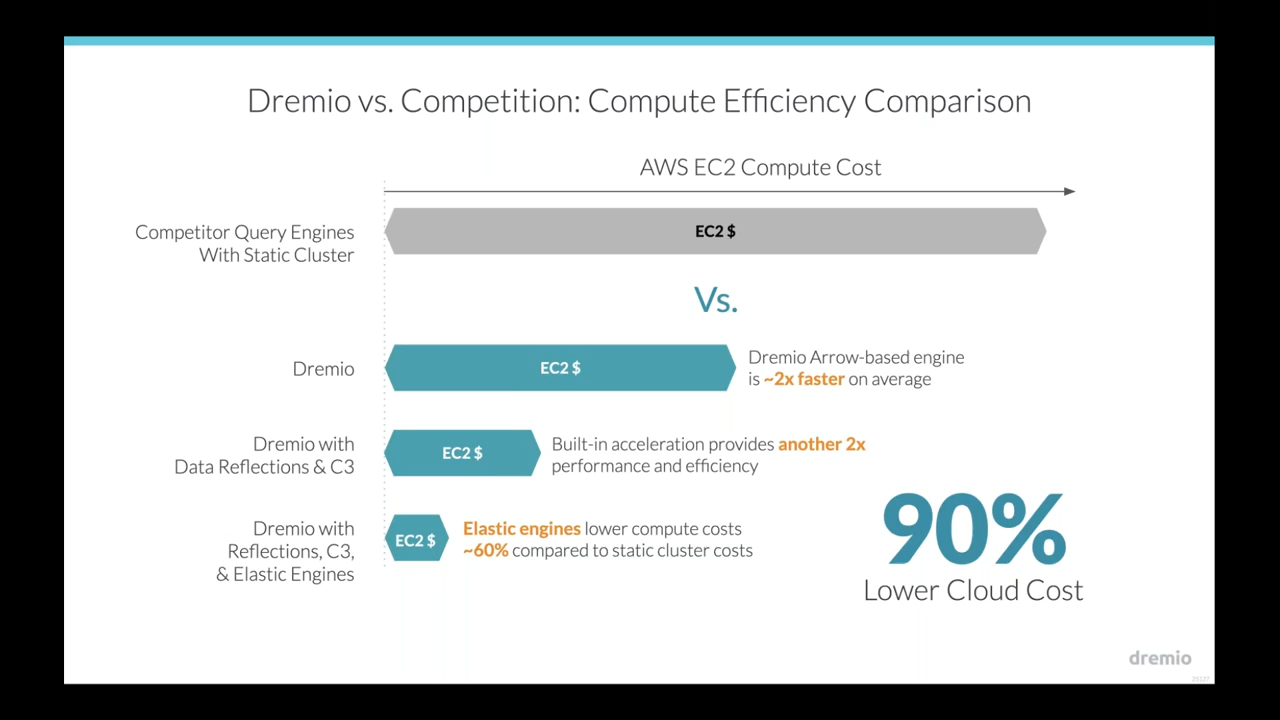 Dremio vs. Competition: Compute Efficiency Comparison
AWS EC2 Compute Cost
Competitor Query Engines
With Static Cluster
EC2 $
Vs.
Dremio
EC2 $
Dremio Arrow-based engine
is ~2x faster on average
Dremio with
Data Reflections & C3
EC2 $
Built-in acceleration provides another 2x
performance and efficiency
Dremio with
Reflections, C3,
& Elastic Engines
EC2 $
Elastic engines lower compute costs
~60% compared to static cluster costs
90%
Lower Cloud Cost
dremio